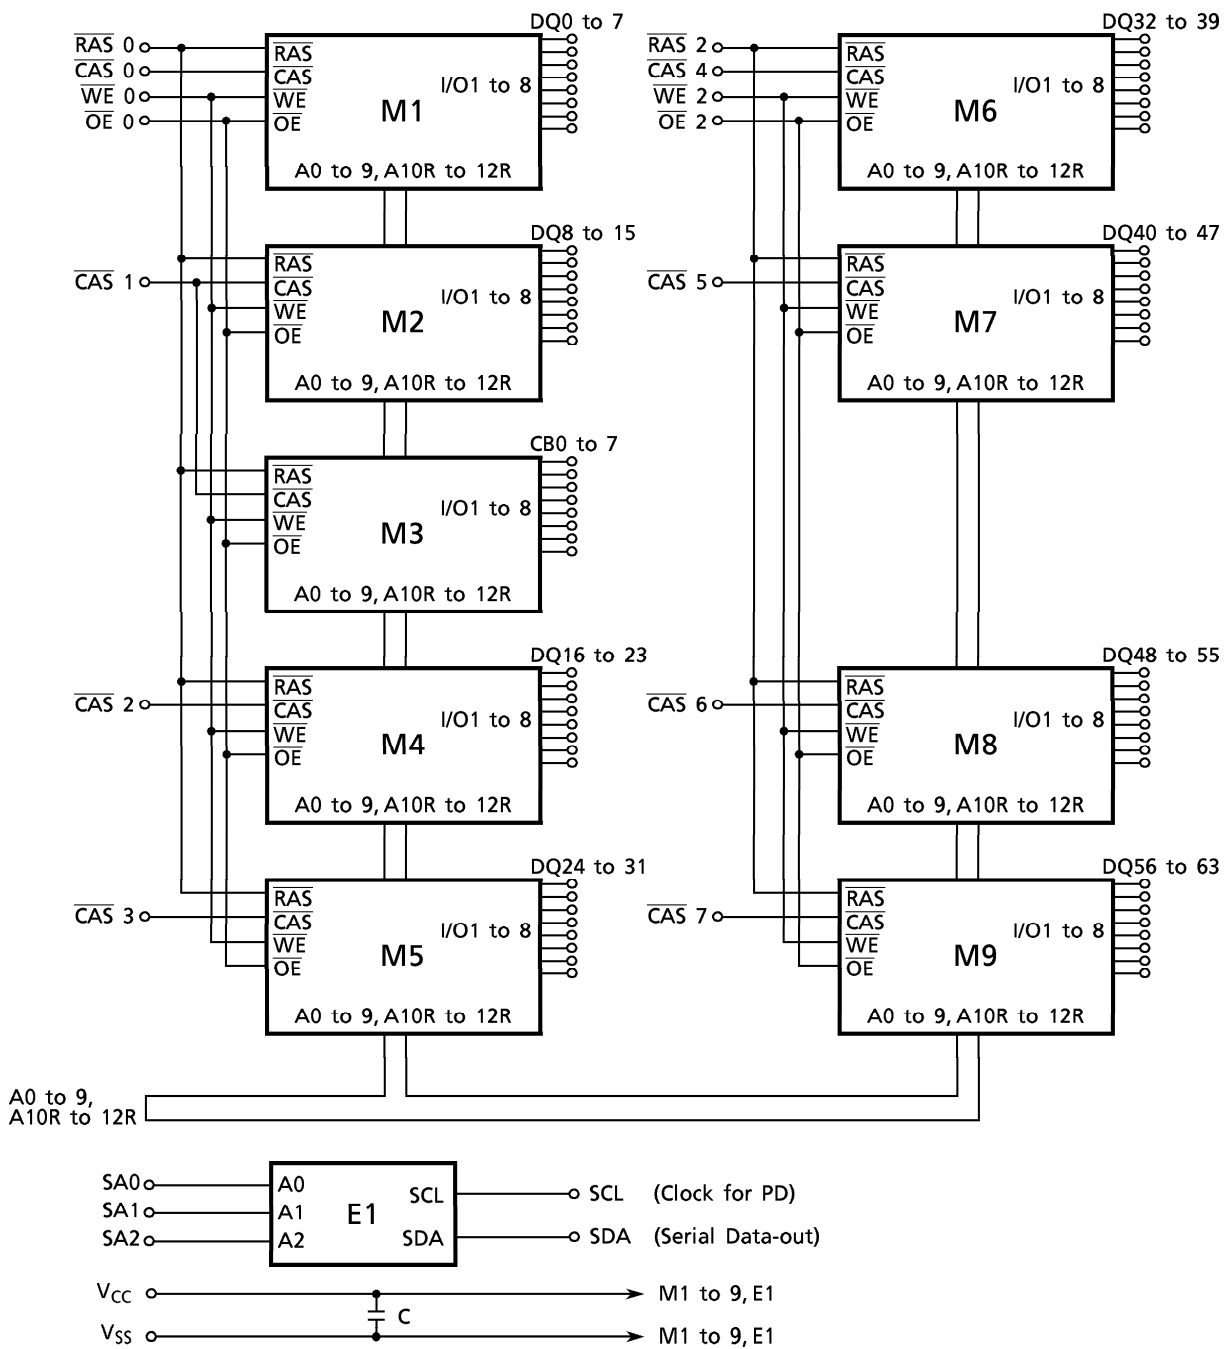 DQ0 to 7
RAS 0
CAS 0
WE 0
OE 0
RAS
CAS
WE
OE
I/O1 to 8
M1
A0 to 9, A10R to 12R
DQ32 to 39
RAS 2
CAS 4
WE 2
OE 2
RAS
CAS
WE
OE
I/O1 to 8
M6
A0 to 9, A10R to 12R
DQ8 to 15
CAS 1
RAS
CAS
WE
OE
I/O1 to 8
M2
A0 to 9, A10R to 12R
DQ40 to 47
CAS 5
RAS
CAS
WE
OE
I/O1 to 8
M7
A0 to 9, A10R to 12R
CB0 to 7
RAS
CAS
WE
OE
I/O1 to 8
M3
A0 to 9, A10R to 12R
DQ16 to 23
CAS 2
RAS
CAS
WE
OE
I/O1 to 8
M4
A0 to 9, A10R to 12R
DQ48 to 55
CAS 6
RAS
CAS
WE
OE
I/O1 to 8
M8
A0 to 9, A10R to 12R
DQ24 to 31
CAS 3
RAS
CAS
WE
OE
I/O1 to 8
M5
A0 to 9, A10R to 12R
DQ56 to 63
CAS 7
RAS
CAS
WE
OE
I/O1 to 8
M9
A0 to 9, A10R to 12R
A0 to 9,
A10R to 12R
SA0
SA1
SA2
A0
A1
A2
E1
SCL
SDA
SCL (Clock for PD)
SDA (Serial Data-out)
VCC
M1 to 9, E1
C
VSS
M1 to 9, E1